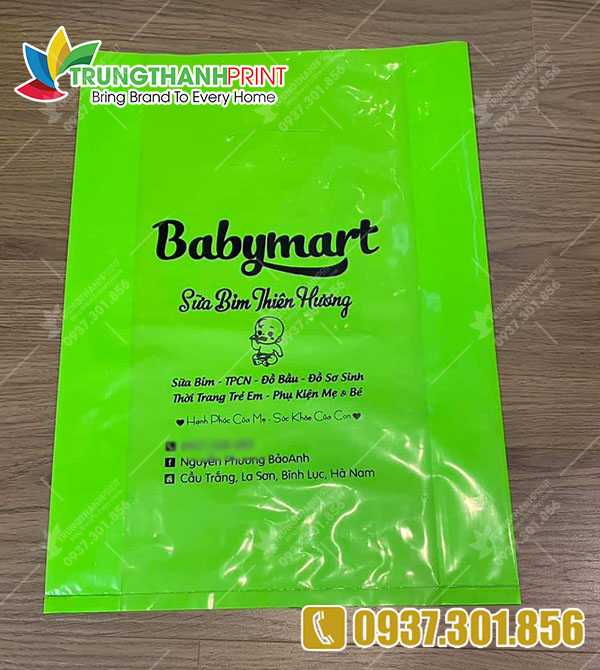 TRUNGTHANHPRINT
Bring Brand To Every Home
Babymart
Sữa Bỉm Thiên Hương
Sữa Bỉm - TPCN - Đồ Bầu - Đồ Sơ Sinh
Thời Trang Trẻ Em - Phụ Kiện Mẹ & Bé
Hạnh Phúc Của Mẹ - Sức Khỏe Của Con
Nguyễn Phương BảoAnh
Cầu Trắng, La Sơn, Bình Lục, Hà Nam
0937.301.856